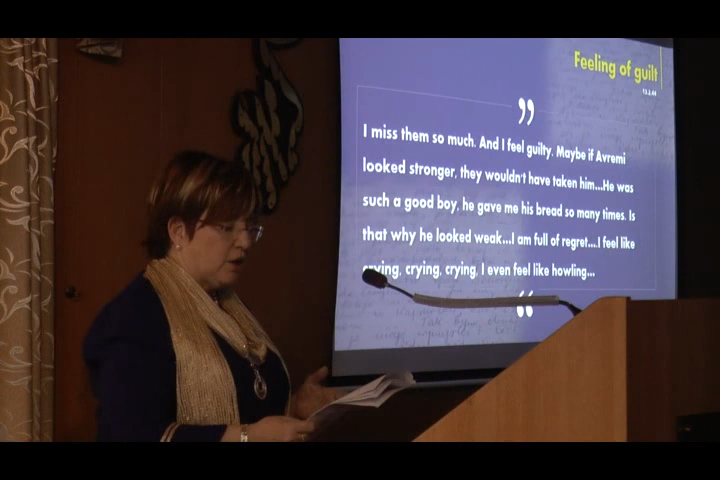 Feeling of guilt
”
I miss them so much. And I feel guilty. Maybe if Avremi
looked stronger, they wouldn't have taken him...He was
such a good boy, he gave me his bread so many times. Is
that why he looked weak...I am full of regret....I feel like
crying, crying, crying, I even feel like howling...
“